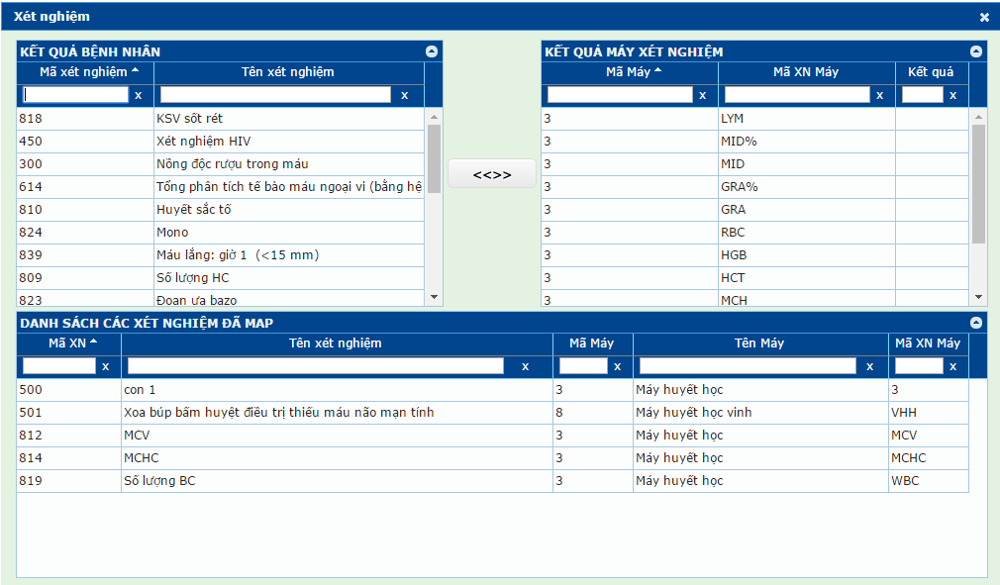 Xét nghiệm
KẾT QUẢ BỆNH NHÂN
Mã xét nghiệm Tên xét nghiệm
x x
818 KSV sốt rét
450 Xét nghiệm HIV
300 Nồng độc rượu trong máu
614 Tổng phân tích tế bào máu ngoại vi (bằng hệ
810 Huyết sắc tố
824 Mono
839 Máu lắng: giờ 1 (<15 mm)
809 Số lượng HC
823 Đoạn ưa bazo
<<>>
KẾT QUẢ MÁY XÉT NGHIỆM
Mã Máy Mã XN Máy Kết quả
x x x
3 LYM
3 MID%
3 MID
3 GRA%
3 GRA
3 RBC
3 HGB
3 HCT
3 MCH
DANH SÁCH CÁC XÉT NGHIỆM ĐÃ MAP
Mã XN Tên xét nghiệm Mã Máy Tên Máy Mã XN Máy
x x x x x
500 con 1 3 Máy huyết học 3
501 Xoa búp bấm huyệt điều trị thiếu máu não mạn tính 8 Máy huyết học vinh VHH
812 MCV 3 Máy huyết học MCV
814 MCHC 3 Máy huyết học MCHC
819 Số lượng BC 3 Máy huyết học WBC